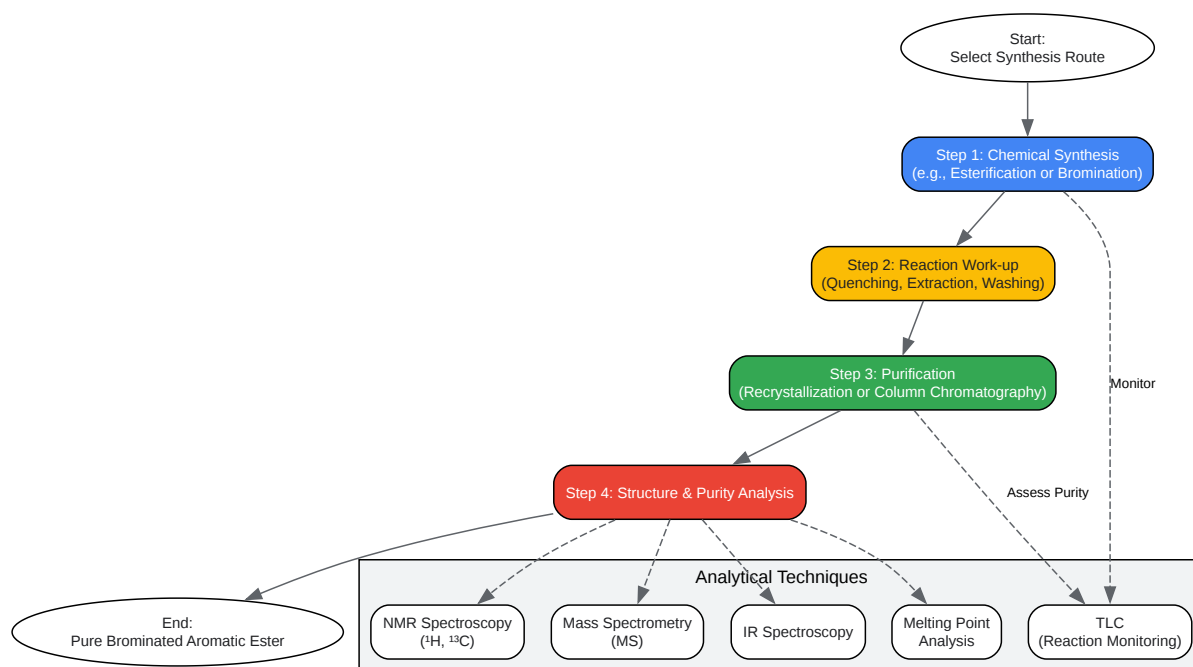 Start:
Select Synthesis Route
Step 1: Chemical Synthesis
(e.g., Esterification or Bromination)
Step 2: Reaction Work-up
(Quenching, Extraction, Washing)
Step 3: Purification
(Recrystallization or Column Chromatography)
Monitor
Step 4: Structure & Purity Analysis
Assess Purity
Analytical Techniques
End:
Pure Brominated Aromatic Ester
NMR Spectroscopy
(¹H, ¹³C)
Mass Spectrometry
(MS)
IR Spectroscopy
Melting Point
Analysis
TLC
(Reaction Monitoring)